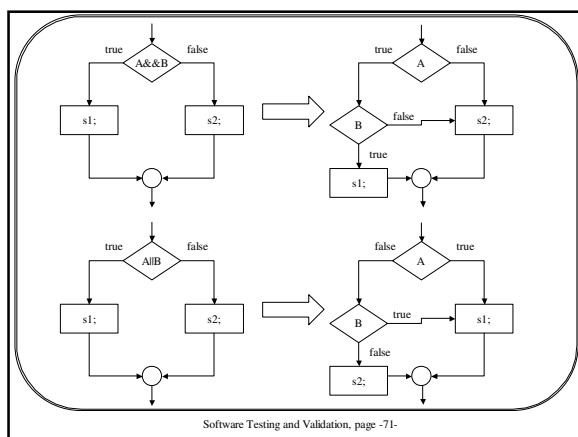 true
false
A&&B
s1;
s2;
true
false
A
B
false
s2;
true
s1;
true
false
A||B
s1;
s2;
false
true
A
B
true
s1;
false
s2;
Software Testing and Validation, page -71-